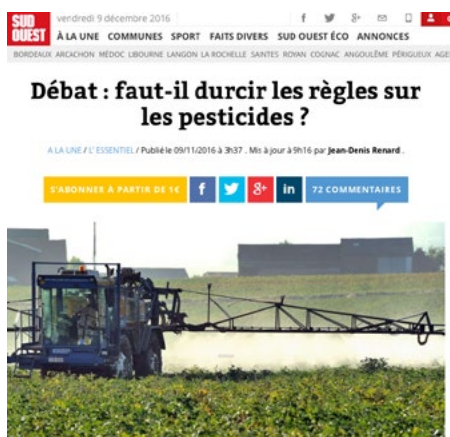 SUD
OUEST
vendredi 9 décembre 2016
À LA UNE COMMUNES SPORT FAITS DIVERS SUD OUEST ÉCO ANNONCES
BORDEAUX ARCACHON MÉDOC LIBOURNE LANGON LA ROCHELLE SAINTES ROYAN COGNAC ANGOULÊME PÉRIGUEUX AGE
Débat : faut-il durcir les règles sur
les pesticides ?
A LA UNE / L'ESSENTIEL / Publié le 09/11/2016 à 3h37 . Mis à jour à 9h16 par Jean-Denis Renard .
S'ABONNER À PARTIR DE 1€ f g+ in 72 COMMENTAIRES